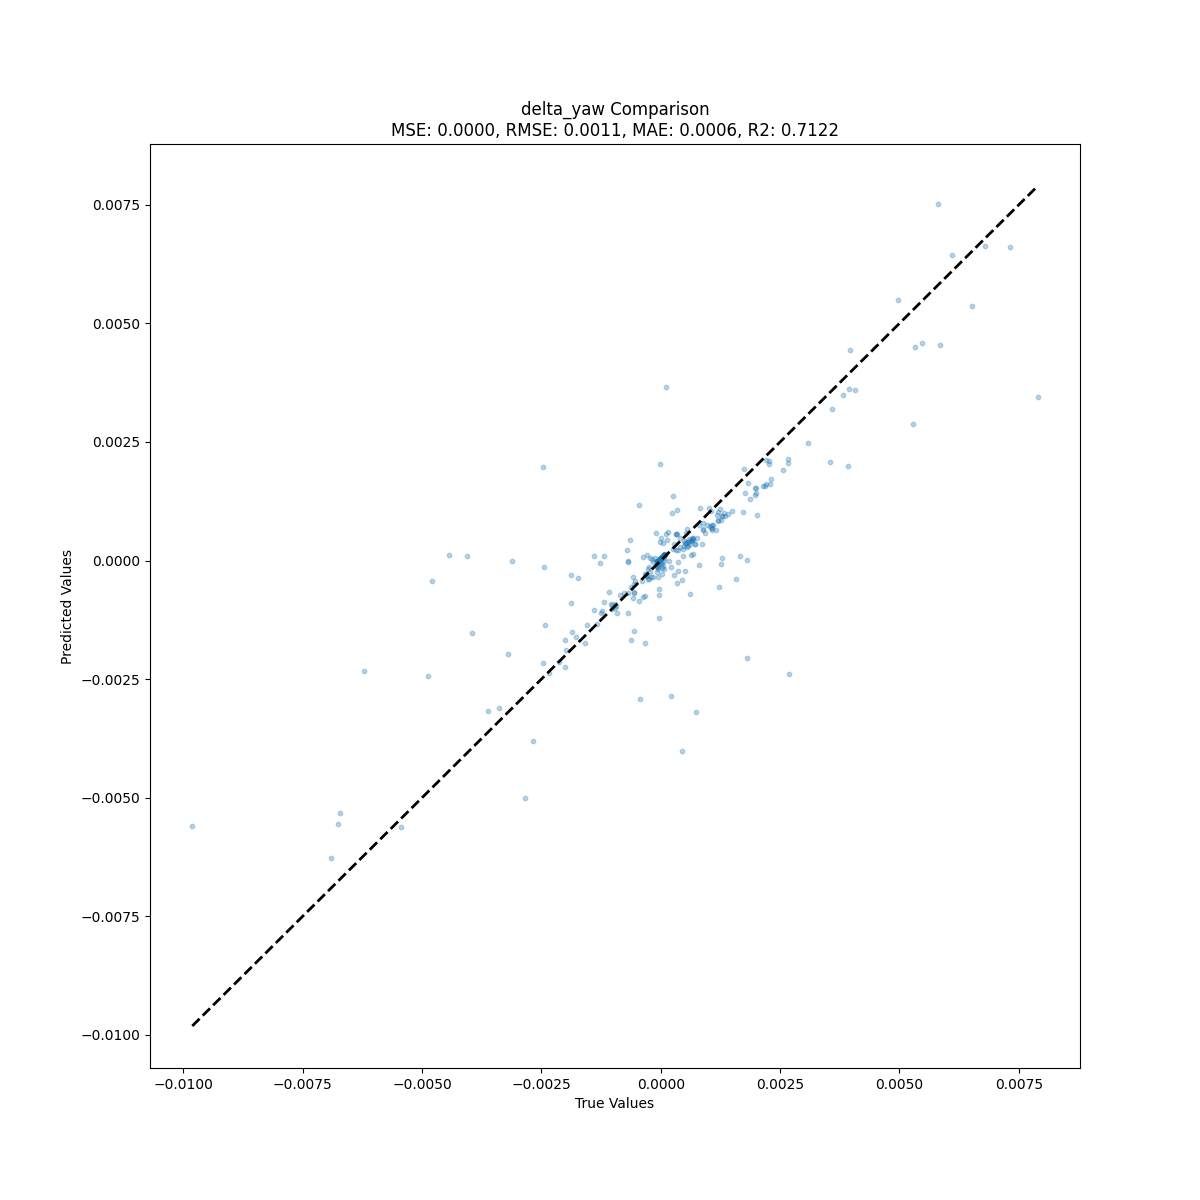 delta_yaw Comparison
MSE: 0.0000, RMSE: 0.0011, MAE: 0.0006, R2: 0.7122
Predicted Values
0.0075
0.0050
0.0025
0.0000
−0.0025
−0.0050
−0.0075
−0.0100
−0.0100 −0.0075 −0.0050 −0.0025 0.0000 0.0025 0.0050 0.0075
True Values